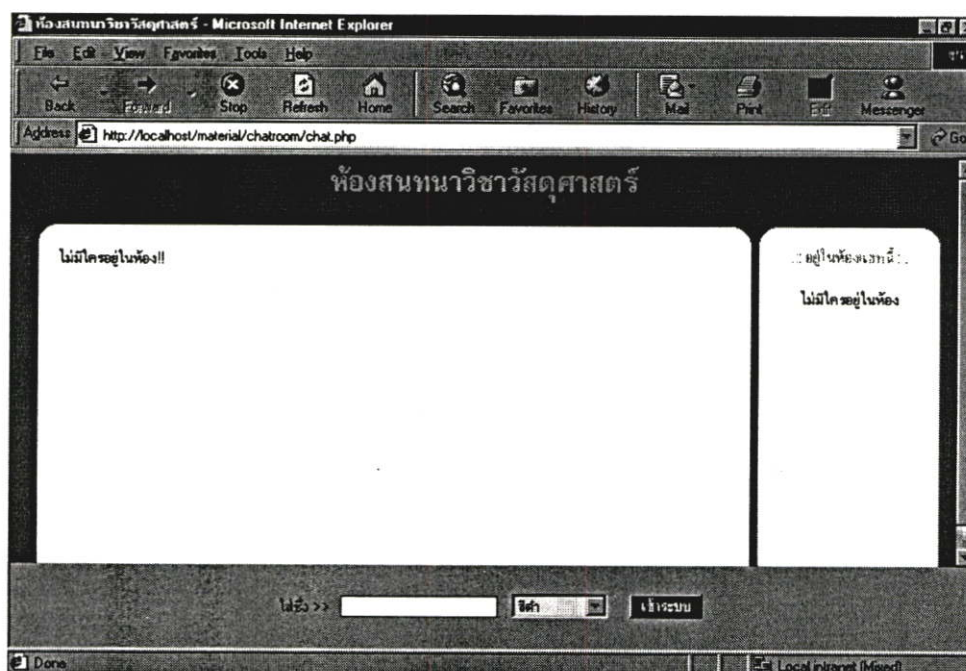 ห้องสนทนาวิชาวัสดุศาสตร์ - Microsoft Internet Explorer
File Edit View Favorites Tools Help
Back Forward Stop Refresh Home Search Favorites History Mail Print Edit Messenger
Address http://localhost/material/chatroom/chat.php Go
ห้องสนทนาวิชาวัสดุศาสตร์
ไม่มีใครอยู่ในห้อง!!
.:: อยู่ในห้องแชทนี้ ::.
ไม่มีใครอยู่ในห้อง
ใส่ชื่อ >> สีดำ เข้าระบบ
Done Local intranet (Mixed)